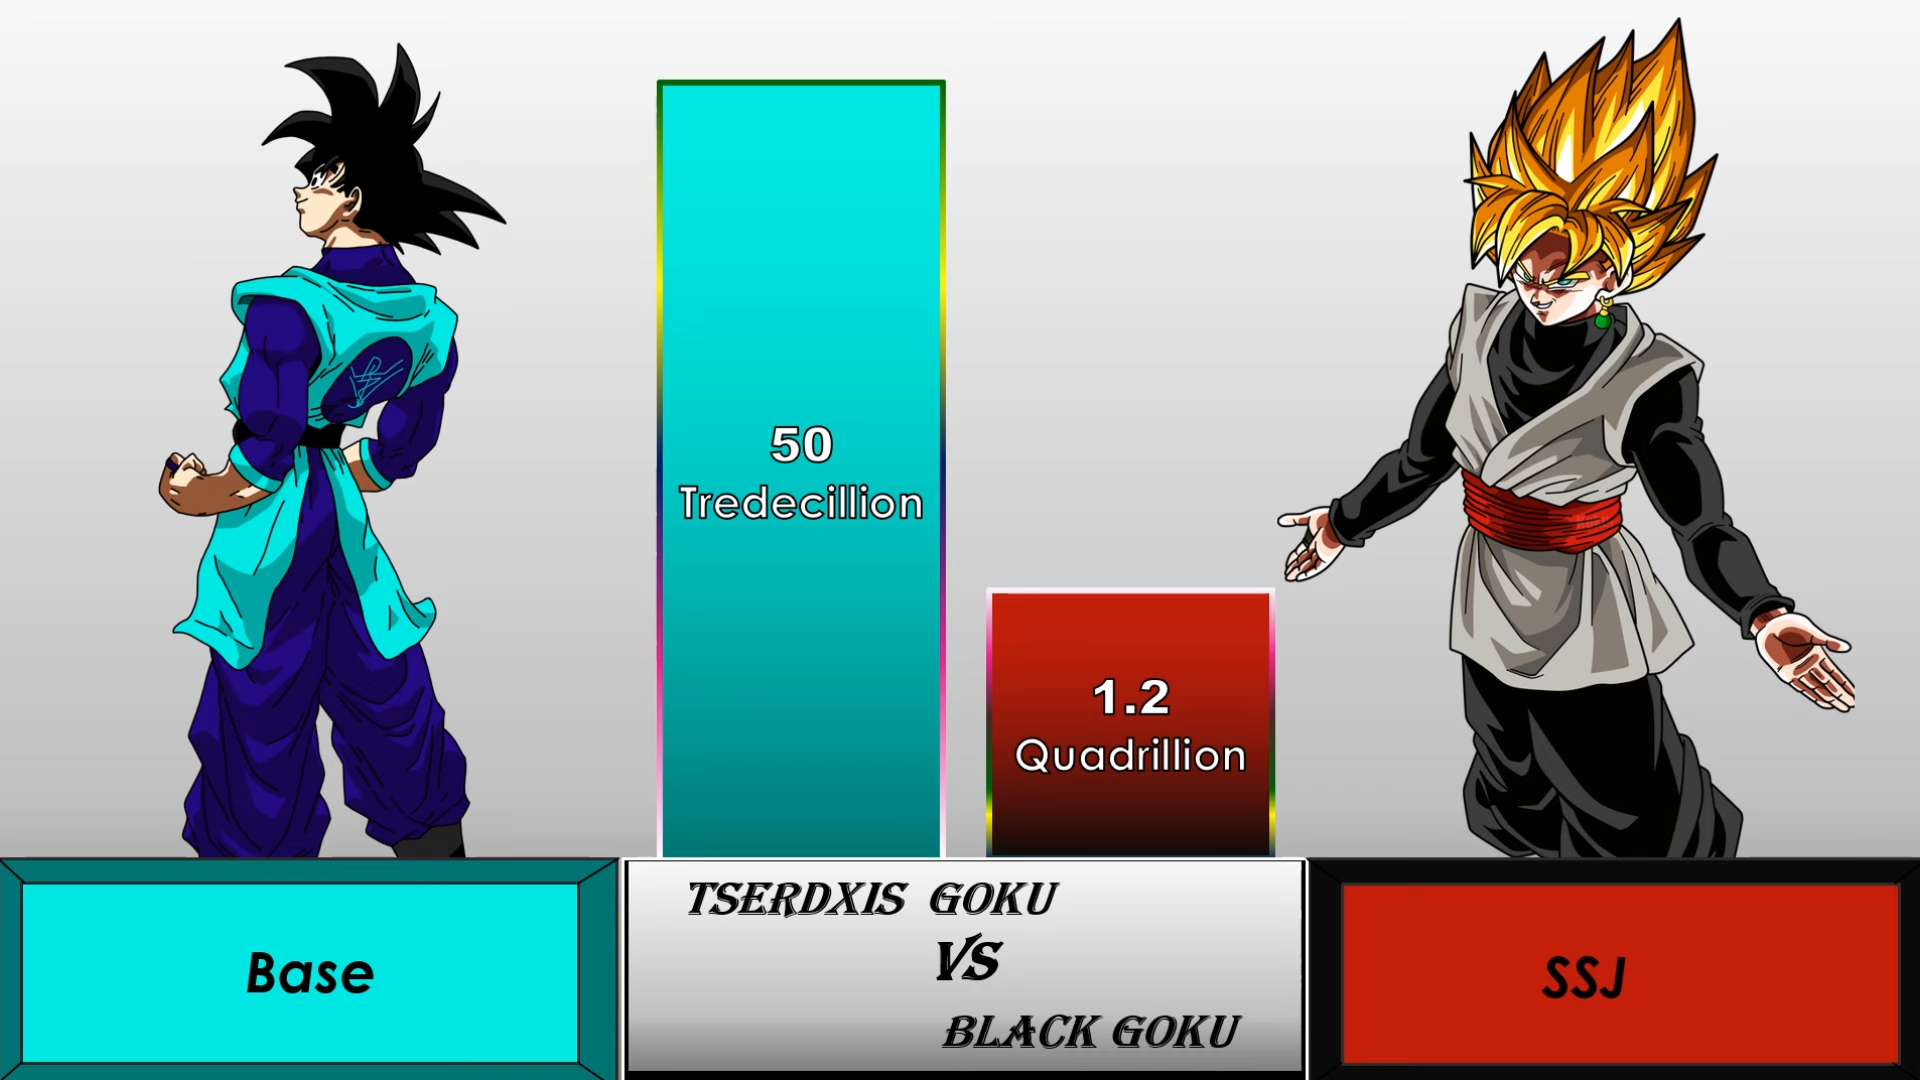 50
Tredecillion
1.2
Quadrillion
Base
TSERDXIS GOKU
VS
BLACK GOKU
SSJ